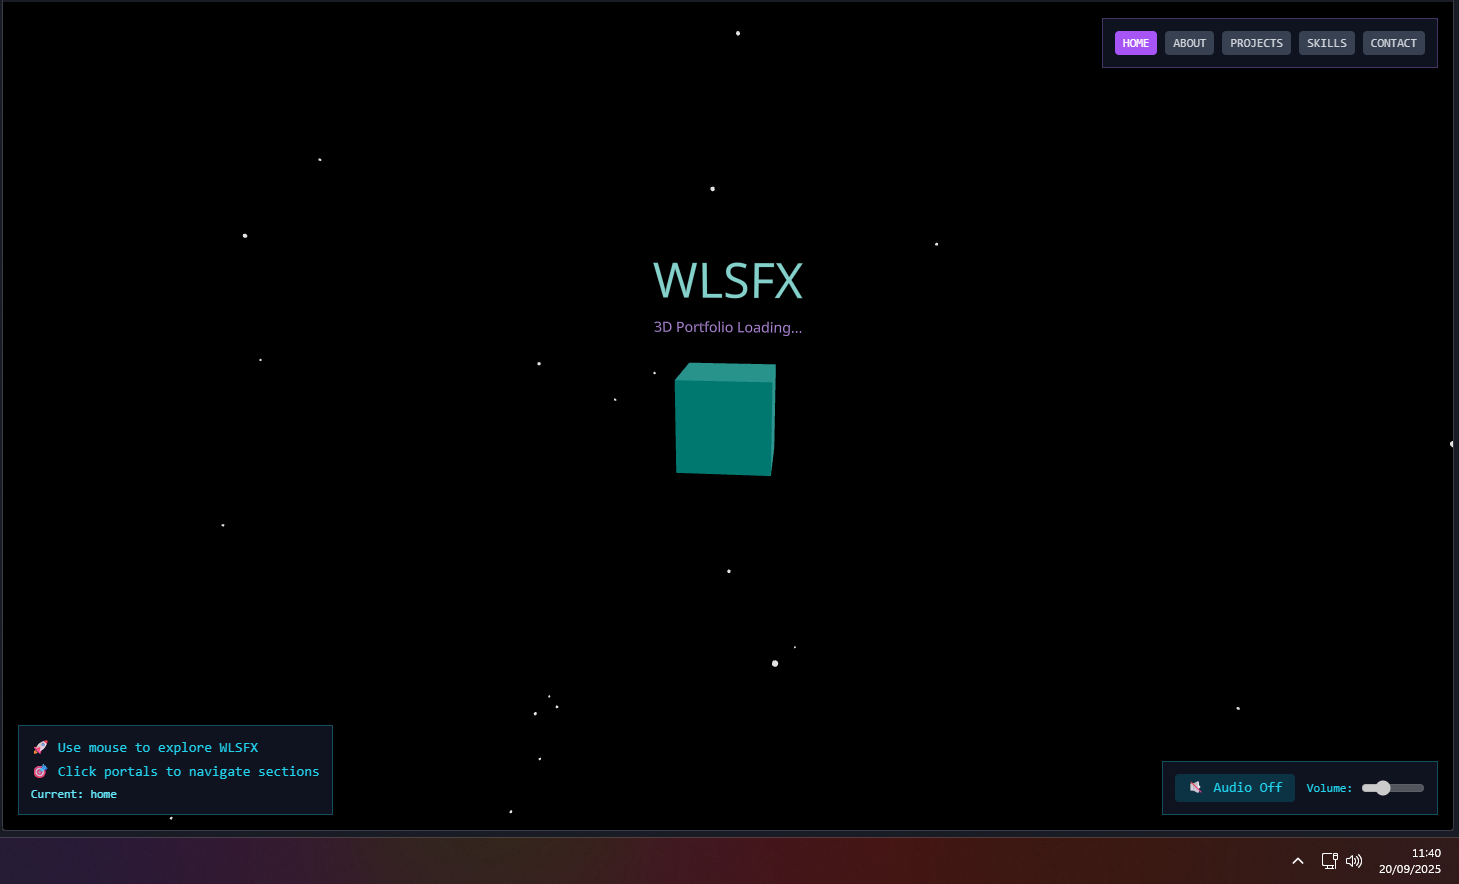 HOME ABOUT PROJECTS SKILLS CONTACT
WLSFX
3D Portfolio Loading...
🚀 Use mouse to explore WLSFX
🎯 Click portals to navigate sections
Current: home
🔇 Audio Off Volume:
11:40
20/09/2025